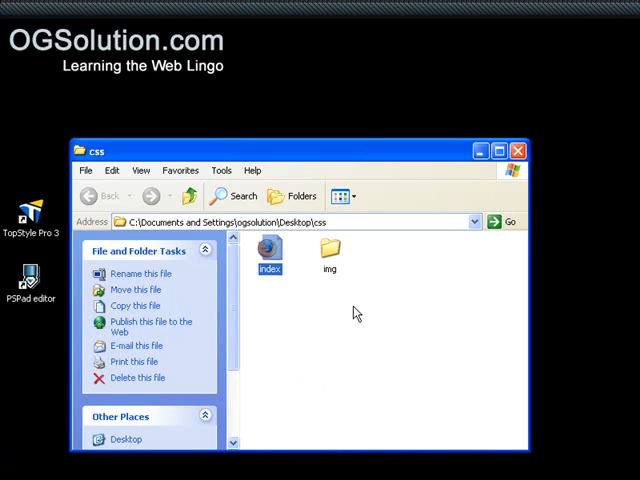 OGSolution.com
Learning the Web Lingo
css
File Edit View Favorites Tools Help
Back Search Folders
Address C:\Documents and Settings\ogsolution\Desktop\css Go
TopStyle Pro 3
PSPad editor
File and Folder Tasks
Rename this file
Move this file
Copy this file
Publish this file to the
Web
E-mail this file
Print this file
Delete this file
Other Places
Desktop
index
img